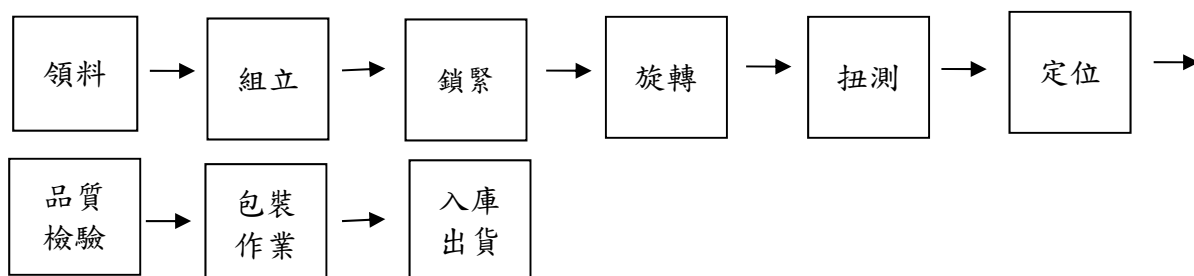 領料
組立
鎖緊
旋轉
扭測
定位
品質
檢驗
包裝
作業
入庫
出貨